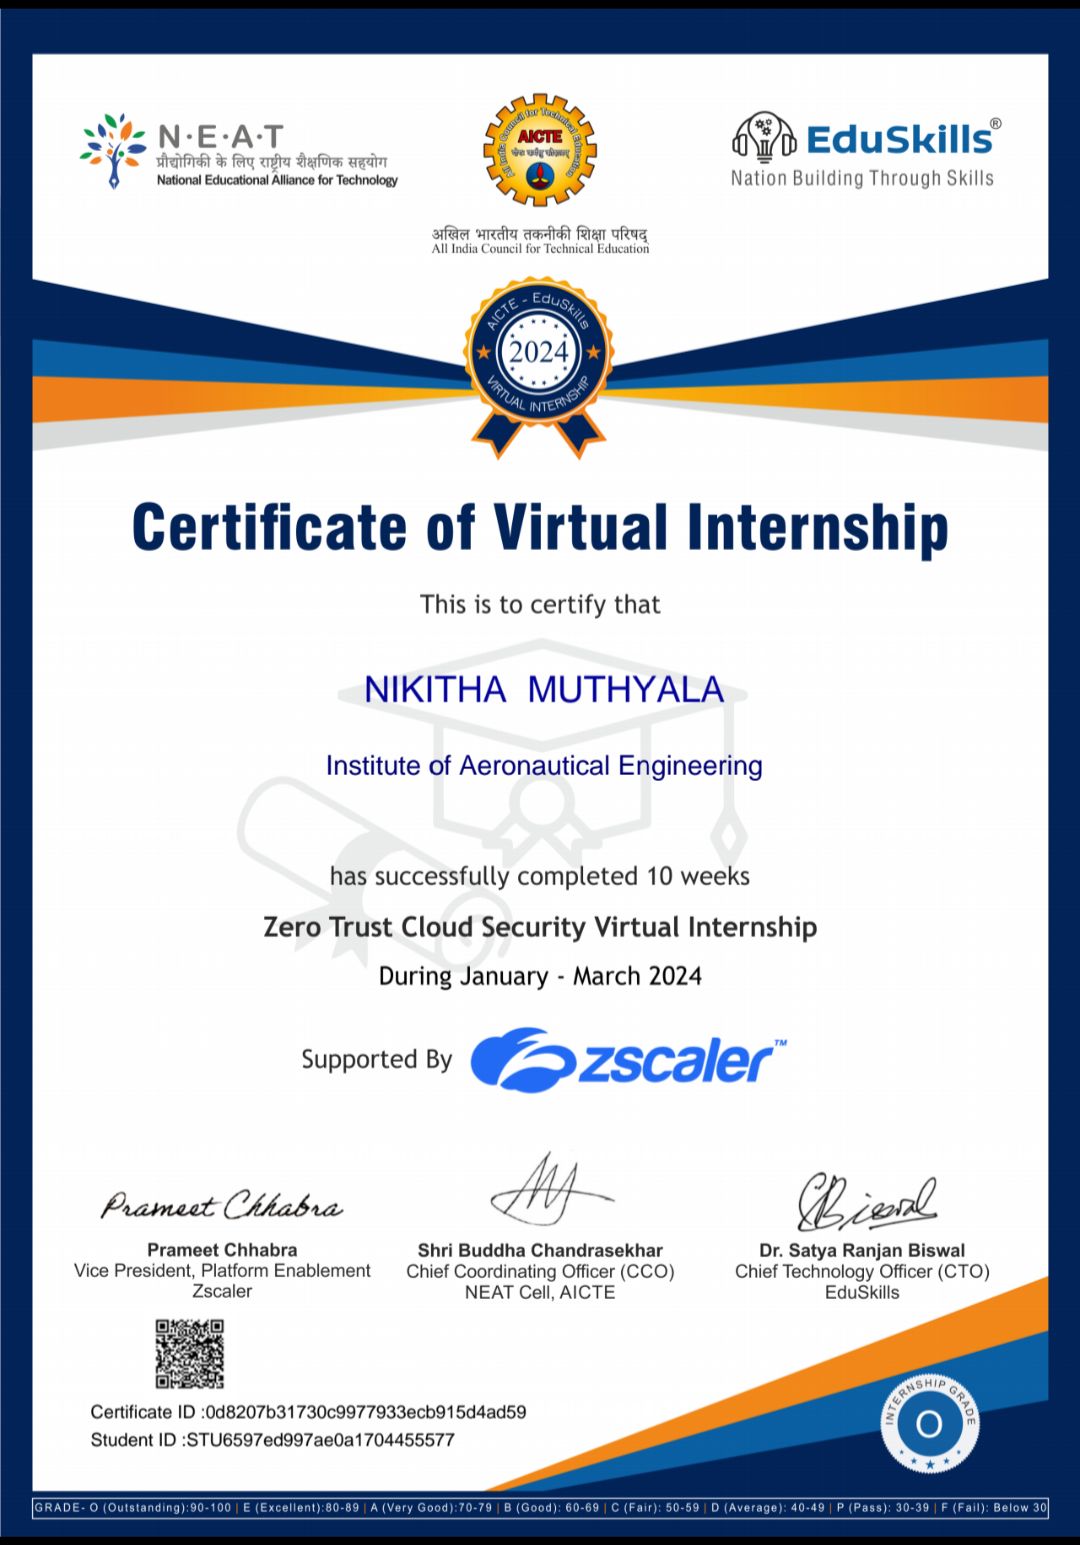 N·E·A·T
प्रौद्योगिकी के लिए राष्ट्रीय शैक्षणिक सहयोग
National Educational Alliance for Technology
All India Council for Technical Education
AICTE
EduSkills®
Nation Building Through Skills
अखिल भारतीय तकनीकी शिक्षा परिषद्
All India Council for Technical Education
AICTE - EduSkills
2024
VIRTUAL INTERNSHIP
Certificate of Virtual Internship
This is to certify that
NIKITHA MUTHYALA
Institute of Aeronautical Engineering
has successfully completed 10 weeks
Zero Trust Cloud Security Virtual Internship
During January - March 2024
Supported By zscaler™
Prameet Chhabra
Prameet Chhabra
Vice President, Platform Enablement
Zscaler
Shri Buddha Chandrasekhar
Chief Coordinating Officer (CCO)
NEAT Cell, AICTE
Dr. Satya Ranjan Biswal
Chief Technology Officer (CTO)
EduSkills
Certificate ID :0d8207b31730c9977933ecb915d4ad59
Student ID :STU6597ed997ae0a1704455577
INTERNSHIP GRADE
O
GRADE- O (Outstanding):90-100 | E (Excellent):80-89 | A (Very Good):70-79 | B (Good): 60-69 | C (Fair): 50-59 | D (Average): 40-49 | P (Pass): 30-39 | F (Fail): Below 30